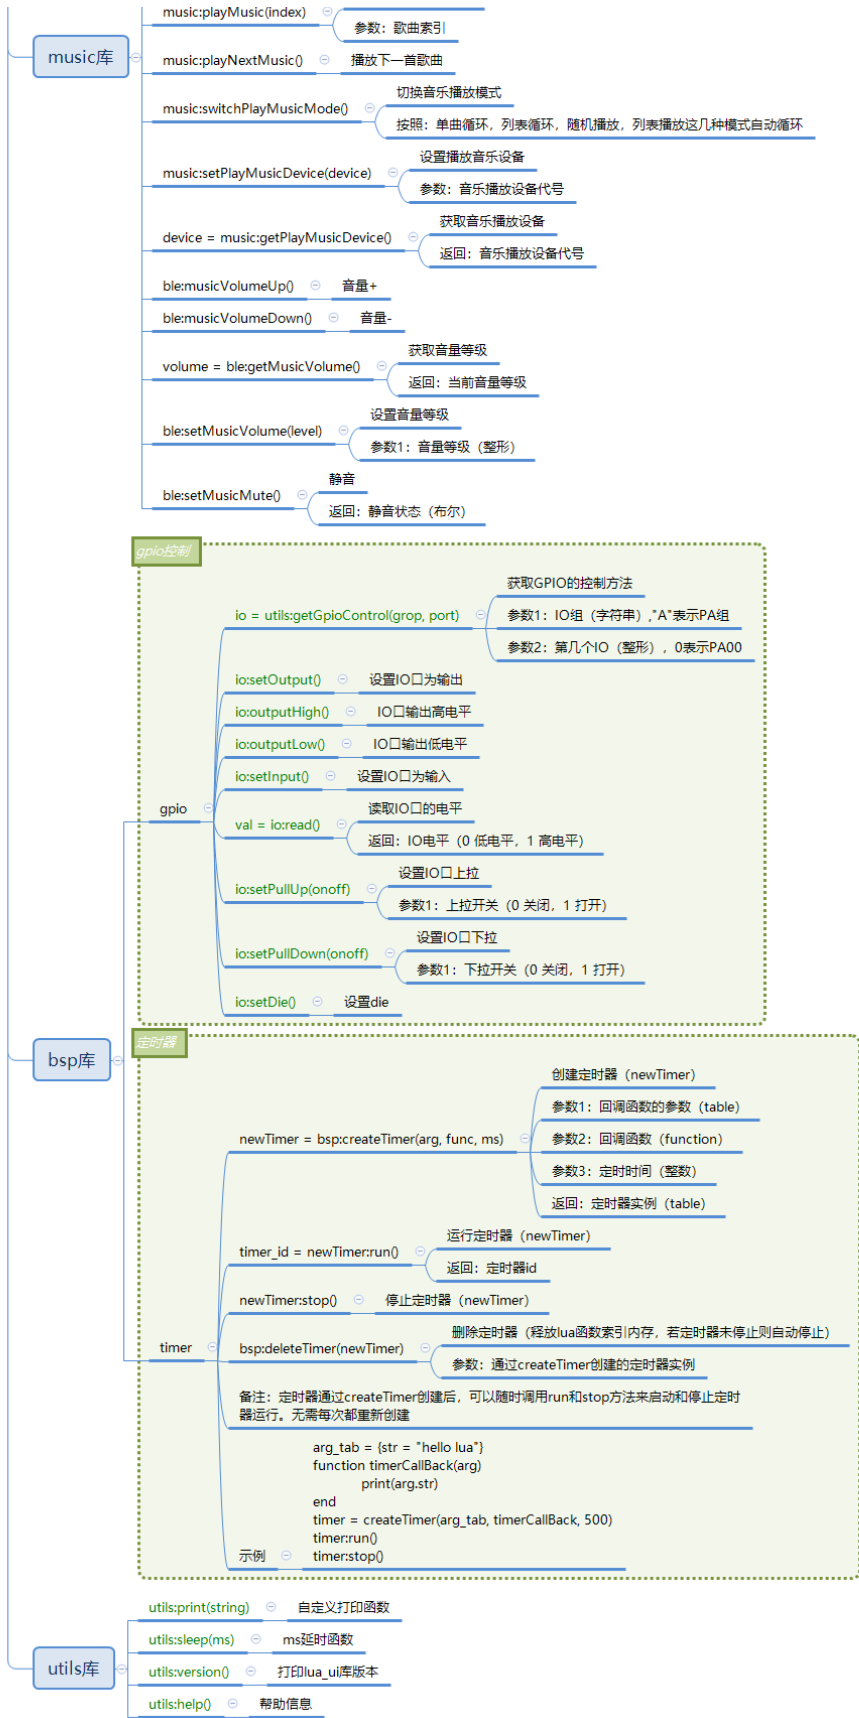 music:playMusic(index)
参数：歌曲索引
music库
music:playNextMusic()
播放下一首歌曲
music:switchPlayMusicMode()
切换音乐播放模式
按照：单曲循环，列表循环，随机播放，列表播放这几种模式自动循环
music:setPlayMusicDevice(device)
设置播放音乐设备
参数：音乐播放设备代号
device = music:getPlayMusicDevice()
获取音乐播放设备
返回：音乐播放设备代号
ble:musicVolumeUp()
音量+
ble:musicVolumeDown()
音量-
volume = ble:getMusicVolume()
获取音量等级
返回：当前音量等级
ble:setMusicVolume(level)
设置音量等级
参数1：音量等级（整形）
ble:setMusicMute()
静音
返回：静音状态（布尔）
gpio控制
io = utils:getGpioControl(grop, port)
获取GPIO的控制方法
参数1：IO组（字符串）,"A"表示PA组
参数2：第几个IO（整形），0表示PA00
io:setOutput()
设置IO口为输出
io:outputHigh()
IO口输出高电平
io:outputLow()
IO口输出低电平
io:setInput()
设置IO口为输入
gpio
val = io:read()
读取IO口的电平
返回：IO电平（0 低电平，1 高电平）
io:setPullUp(onoff)
设置IO口上拉
参数1：上拉开关（0 关闭，1 打开）
io:setPullDown(onoff)
设置IO口下拉
参数1：下拉开关（0 关闭，1 打开）
io:setDie()
设置die
bsp库
定时器
newTimer = bsp:createTimer(arg, func, ms)
创建定时器（newTimer）
参数1：回调函数的参数（table）
参数2：回调函数（function）
参数3：定时时间（整数）
返回：定时器实例（table）
timer_id = newTimer:run()
运行定时器（newTimer）
返回：定时器id
newTimer:stop()
停止定时器（newTimer）
timer
bsp:deleteTimer(newTimer)
删除定时器（释放lua函数索引内存，若定时器未停止则自动停止）
参数：通过createTimer创建的定时器实例
备注：定时器通过createTimer创建后，可以随时调用run和stop方法来启动和停止定时
器运行。无需每次都重新创建
示例
arg_tab = {str = "hello lua"}
function timerCallBack(arg)
print(arg.str)
end
timer = createTimer(arg_tab, timerCallBack, 500)
timer:run()
timer:stop()
utils库
utils:print(string)
自定义打印函数
utils:sleep(ms)
ms延时函数
utils:version()
打印lua_ui库版本
utils:help()
帮助信息